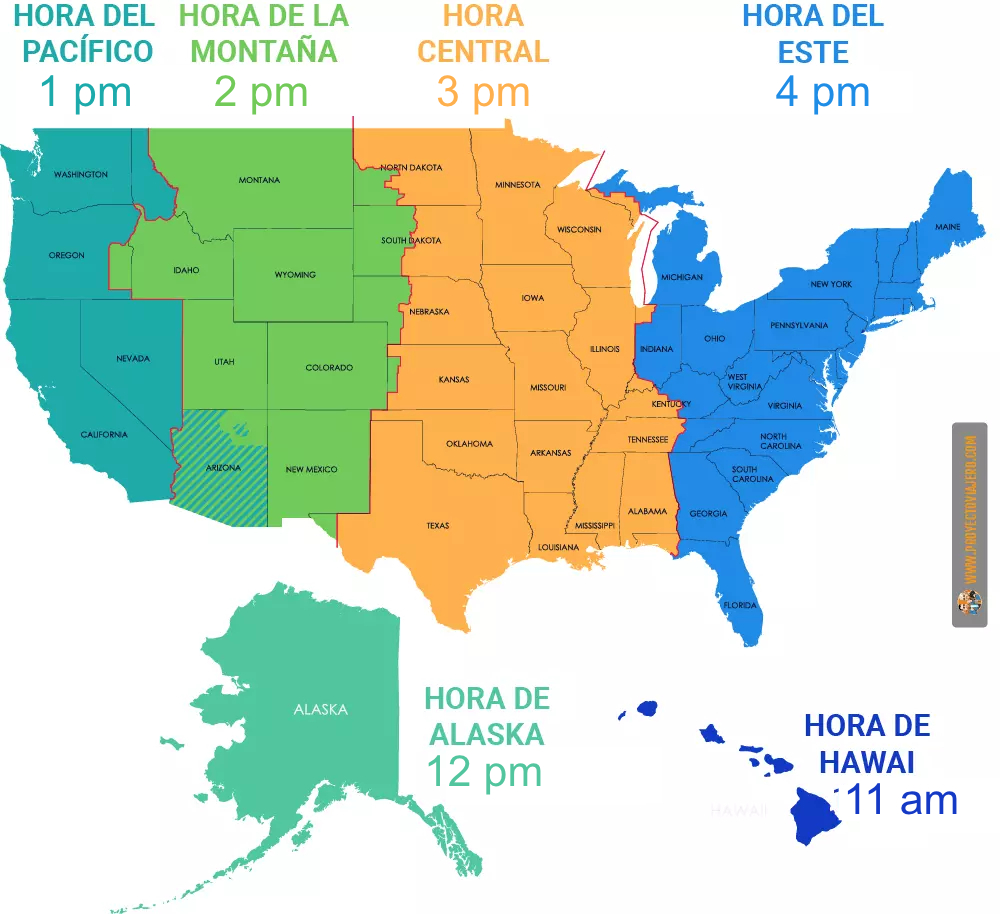 HORA DEL
PACÍFICO
1 pm
HORA DE LA
MONTAÑA
2 pm
HORA
CENTRAL
3 pm
HORA DEL
ESTE
4 pm
WASHINGTON
OREGON
CALIFORNIA
NEVADA
IDAHO
MONTANA
WYOMING
UTAH
COLORADO
ARIZONA
NEW MEXICO
NORTH DAKOTA
SOUTH DAKOTA
NEBRASKA
KANSAS
OKLAHOMA
TEXAS
MINNESOTA
IOWA
MISSOURI
ARKANSAS
LOUISIANA
WISCONSIN
ILLINOIS
MISSISSIPPI
ALABAMA
TENNESSEE
KENTUCKY
INDIANA
MICHIGAN
OHIO
WEST
VIRGINIA
VIRGINIA
NORTH
CAROLINA
SOUTH
CAROLINA
GEORGIA
FLORIDA
PENNSYLVANIA
NEW YORK
MAINE
WWW.PROYECTOVIAJERO.COM
ALASKA
HORA DE
ALASKA
12 pm
HAWAII
HORA DE
HAWAI
11 am